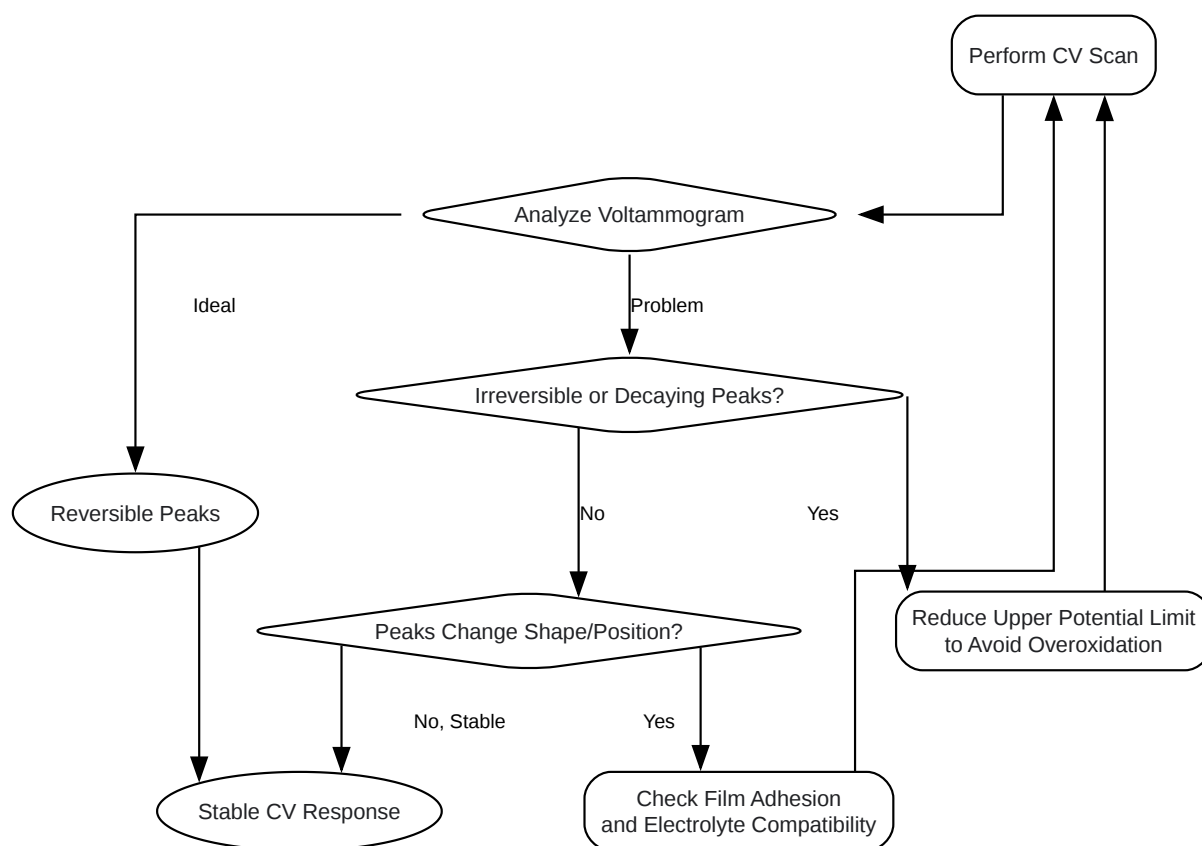 Perform CV Scan
Analyze Voltammogram
Ideal
Problem
Irreversible or Decaying Peaks?
Reversible Peaks
No
Yes
Reduce Upper Potential Limit
to Avoid Overoxidation
Peaks Change Shape/Position?
No, Stable
Yes
Stable CV Response
Check Film Adhesion
and Electrolyte Compatibility